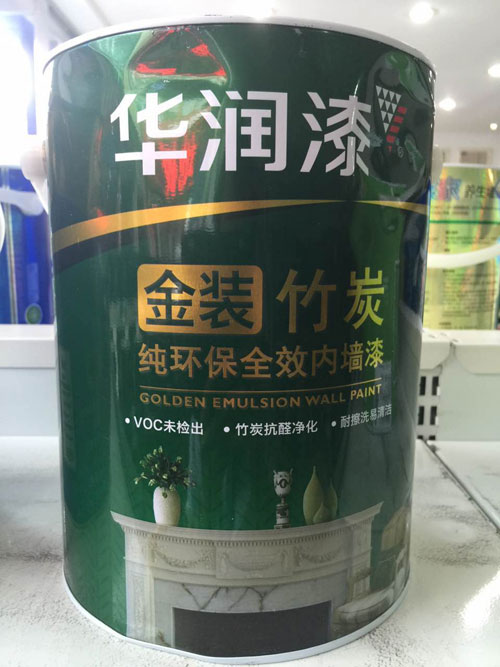 华润漆
金装 竹炭
纯环保全效内墙漆
GOLDEN EMULSION WALL PAINT
• VOC未检出 • 竹炭抗醛净化 • 耐擦洗易清洁